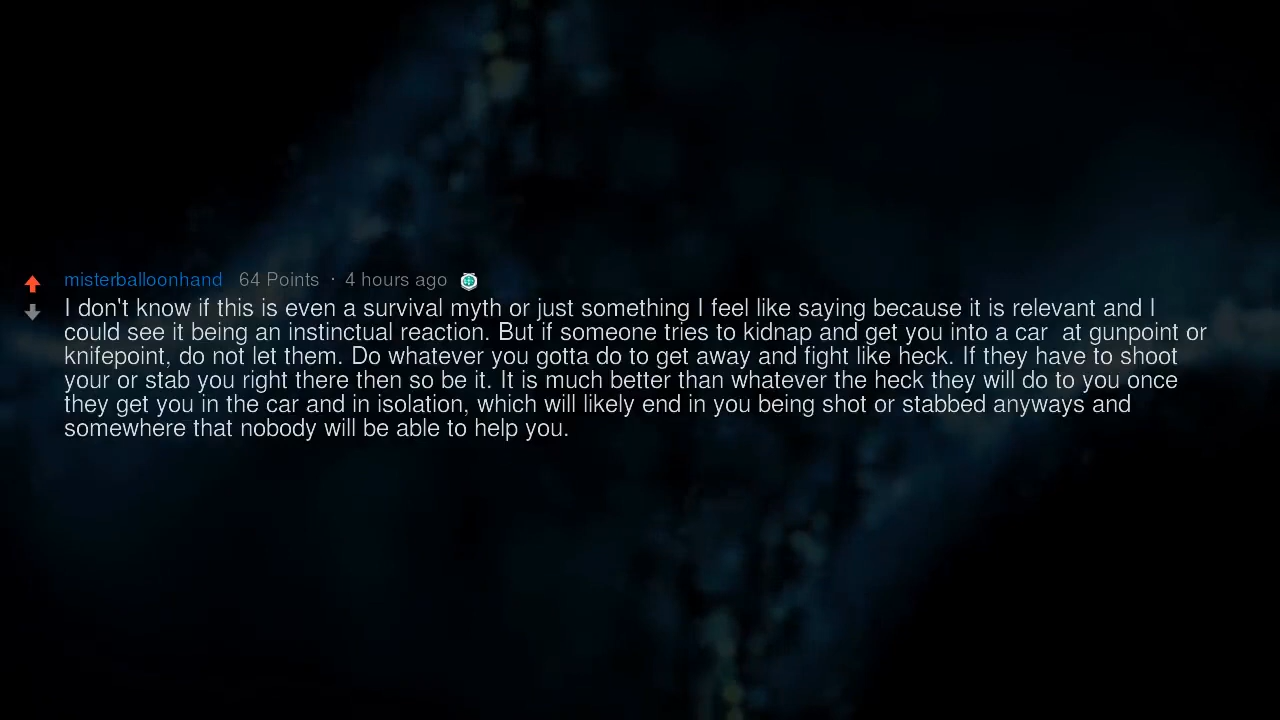 misterballoonhand 64 Points · 4 hours ago
I don't know if this is even a survival myth or just something I feel like saying because it is relevant and I
could see it being an instinctual reaction. But if someone tries to kidnap and get you into a car  at gunpoint or
knifepoint, do not let them. Do whatever you gotta do to get away and fight like heck. If they have to shoot
your or stab you right there then so be it. It is much better than whatever the heck they will do to you once
they get you in the car and in isolation, which will likely end in you being shot or stabbed anyways and
somewhere that nobody will be able to help you.